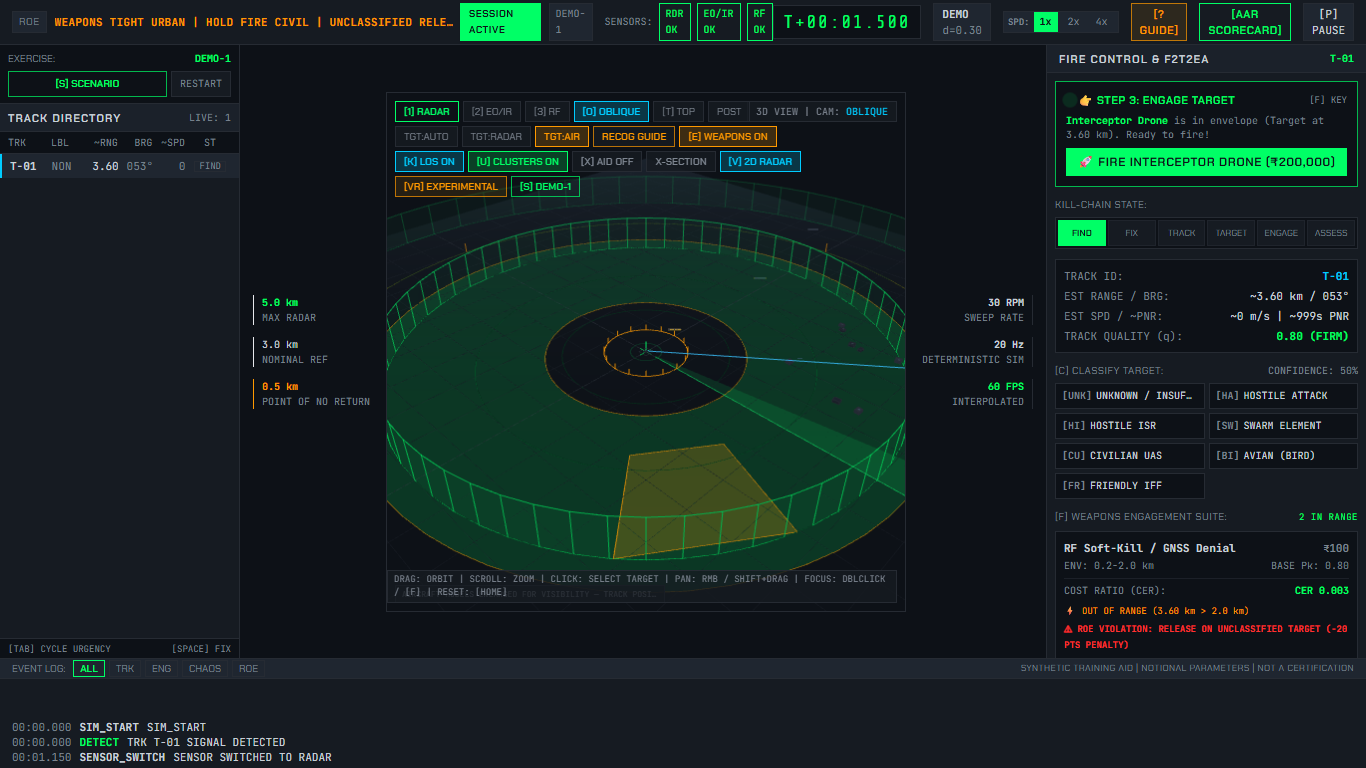 ROE
WEAPONS TIGHT URBAN | HOLD FIRE CIVIL | UNCLASSIFIED RELE…
SESSION
ACTIVE
DEMO-
1
SENSORS:
RDR
OK
EO/IR
OK
RF
OK
T+00:01.500
DEMO
d=0.30
SPD: 1x 2x 4x
[?
GUIDE]
[AAR
SCORECARD]
[P]
PAUSE
EXERCISE: DEMO-1
[S] SCENARIO RESTART
TRACK DIRECTORY LIVE: 1
TRK LBL ~RNG BRG ~SPD ST
T-01 NON 3.60 053° 0 FIND
[TAB] CYCLE URGENCY [SPACE] FIX
[1] RADAR [2] EO/IR [3] RF [O] OBLIQUE [T] TOP POST 3D VIEW | CAM: OBLIQUE
TGT:AUTO TGT:RADAR TGT:AIR RECOG GUIDE [E] WEAPONS ON
[K] LOS ON [U] CLUSTERS ON [X] AID OFF X-SECTION [V] 2D RADAR
[VR] EXPERIMENTAL [S] DEMO-1
5.0 km
MAX RADAR
3.0 km
NOMINAL REF
0.5 km
POINT OF NO RETURN
30 RPM
SWEEP RATE
20 Hz
DETERMINISTIC SIM
60 FPS
INTERPOLATED
DRAG: ORBIT | SCROLL: ZOOM | CLICK: SELECT TARGET | PAN: RMB / SHIFT+DRAG | FOCUS: DBLCLICK
/ [F] | RESET: [HOME]
FOR VISIBILITY — TRACK POSI…
FIRE CONTROL & F2T2EA T-01
👉 STEP 3: ENGAGE TARGET [F] KEY
Interceptor Drone is in envelope (Target at
3.60 km). Ready to fire!
🚀 FIRE INTERCEPTOR DRONE [₹200,000]
KILL-CHAIN STATE:
FIND FIX TRACK TARGET ENGAGE ASSESS
TRACK ID: T-01
EST RANGE / BRG: ~3.60 km / 053°
EST SPD / ~PNR: ~0 m/s | ~999s PNR
TRACK QUALITY (q): 0.80 (FIRM)
[C] CLASSIFY TARGET: CONFIDENCE: 50%
[UNK] UNKNOWN / INSUF… [HA] HOSTILE ATTACK
[HI] HOSTILE ISR [SW] SWARM ELEMENT
[CU] CIVILIAN UAS [BI] AVIAN (BIRD)
[FR] FRIENDLY IFF
[F] WEAPONS ENGAGEMENT SUITE: 2 IN RANGE
RF Soft-Kill / GNSS Denial ₹100
ENV: 0.2-2.0 km BASE Pk: 0.80
COST RATIO (CER): CER 0.003
⚡ OUT OF RANGE (3.60 km > 2.0 km)
⚠ ROE VIOLATION: RELEASE ON UNCLASSIFIED TARGET (-20
PTS PENALTY)
EVENT LOG: ALL TRK ENG CHAOS ROE
SYNTHETIC TRAINING AID | NOTIONAL PARAMETERS | NOT A CERTIFICATION
00:00.000 SIM_START SIM_START
00:00.000 DETECT TRK T-01 SIGNAL DETECTED
00:01.150 SENSOR_SWITCH SENSOR SWITCHED TO RADAR